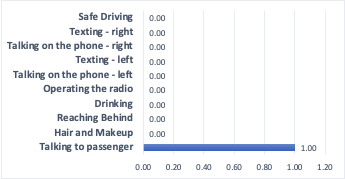 Safe Driving 0.00
Texting - right 0.00
Talking on the phone - right 0.00
Texting - left 0.00
Talking on the phone - left 0.00
Operating the radio 0.00
Drinking 0.00
Reaching Behind 0.00
Hair and Makeup 0.00
Talking to passenger 1.00
0.00 0.20 0.40 0.60 0.80 1.00 1.20